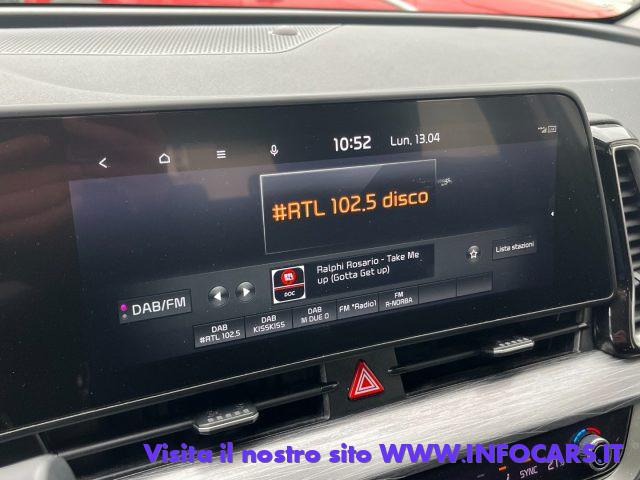 10:52 Lun, 13.04
#RTL 102.5 disco
Ralphi Rosario - Take Me
up (Gotta Get up)
Lista stazioni
DAB/FM
DOC
DAB
#RTL 102.5
DAB
KISSKISS
DAB
M DUE O
FM *Radio1
FM
R-NORBA
SYNC
Visita il nostro sito WWW.INFOCARS.IT